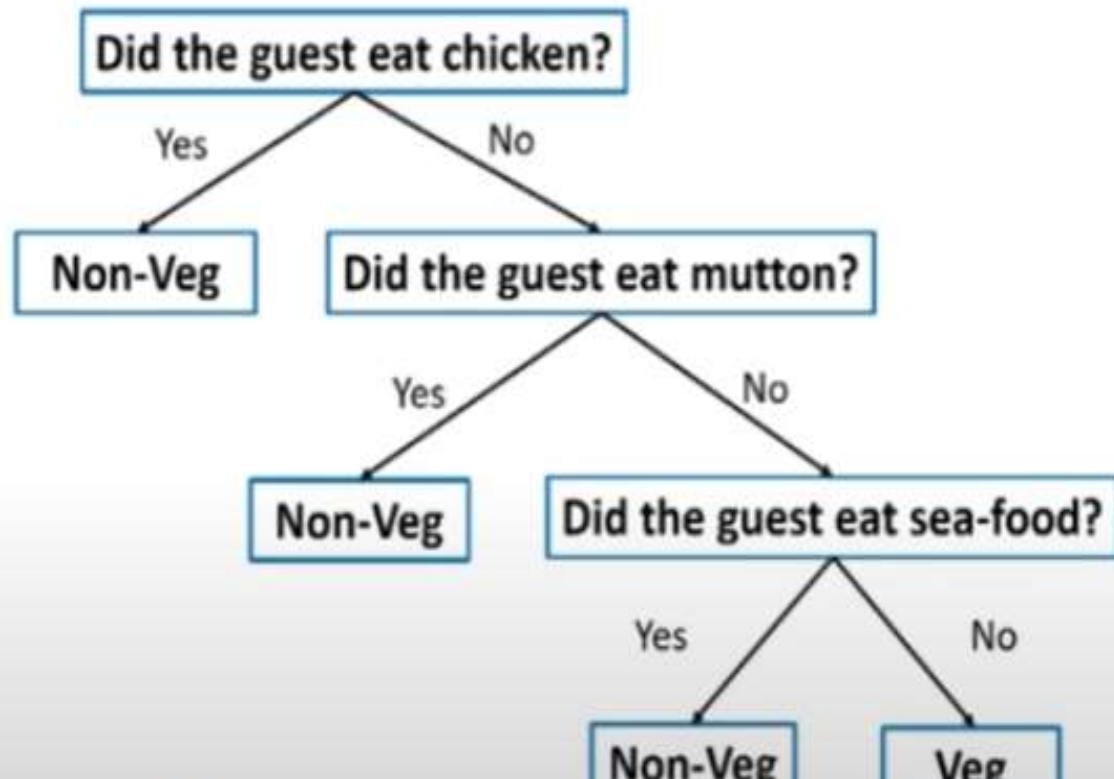 Did the guest eat chicken?
Yes
No
Non-Veg
Did the guest eat mutton?
Yes
No
Non-Veg
Did the guest eat sea-food?
Yes
No
Non-Veg
Veg